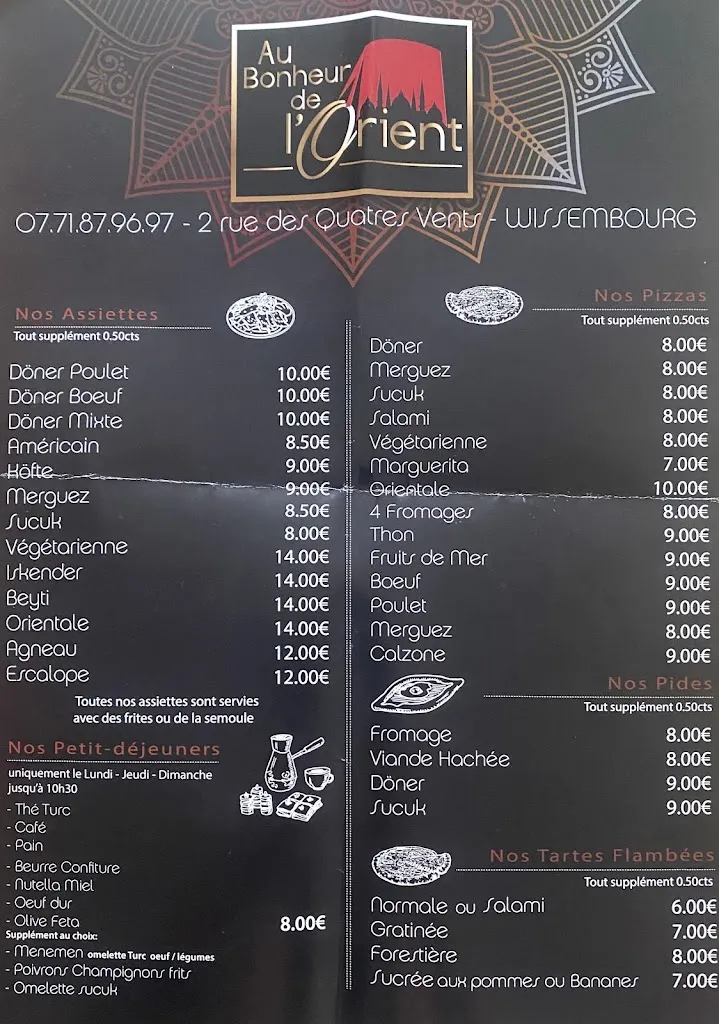 Au
Bonheur
de
l'Orient
07.71.87.96.97 - 2 rue des Quatres Vents - WISSEMBOURG
Nos Assiettes
Tout supplément 0.50cts
Döner Poulet
Döner Boeuf
Döner Mixte
Américain
Köfte
Merguez
Sucuk
Végétarienne
Iskender
Beyti
Orientale
Agneau
Escalope
10.00€
10.00€
10.00€
8.50€
9.00€
9.00€
8.50€
8.00€
14.00€
14.00€
14.00€
14.00€
12.00€
12.00€
Toutes nos assiettes sont servies
avec des frites ou de la semoule
Nos Petit-déjeuners
uniquement le Lundi - Jeudi - Dimanche
jusqu'à 10h30
- Thé Turc
- Café
- Pain
- Beurre Confiture
- Nutella Miel
- Oeuf dur
- Olive Feta 8.00€
Supplément au choix:
- Menemen omelette Turc oeuf / légumes
- Poivrons Champignons frits
- Omelette sucuk
Nos Pizzas
Tout supplément 0.50cts
Döner 8.00€
Merguez 8.00€
Sucuk 8.00€
Salami 8.00€
Végétarienne 8.00€
Marguerita 7.00€
Orientale 10.00€
4 Fromages 8.00€
Thon 9.00€
Fruits de Mer 9.00€
Boeuf 9.00€
Poulet 9.00€
Merguez 8.00€
Calzone 9.00€
Nos Pides
Tout supplément 0.50cts
Fromage 8.00€
Viande Hachée 8.00€
Döner 9.00€
Sucuk 9.00€
Nos Tartes Flambées
Tout supplément 0.50cts
Normale ou Salami 6.00€
Gratinée 7.00€
Forestière 8.00€
Sucrée aux pommes ou Bananes 7.00€